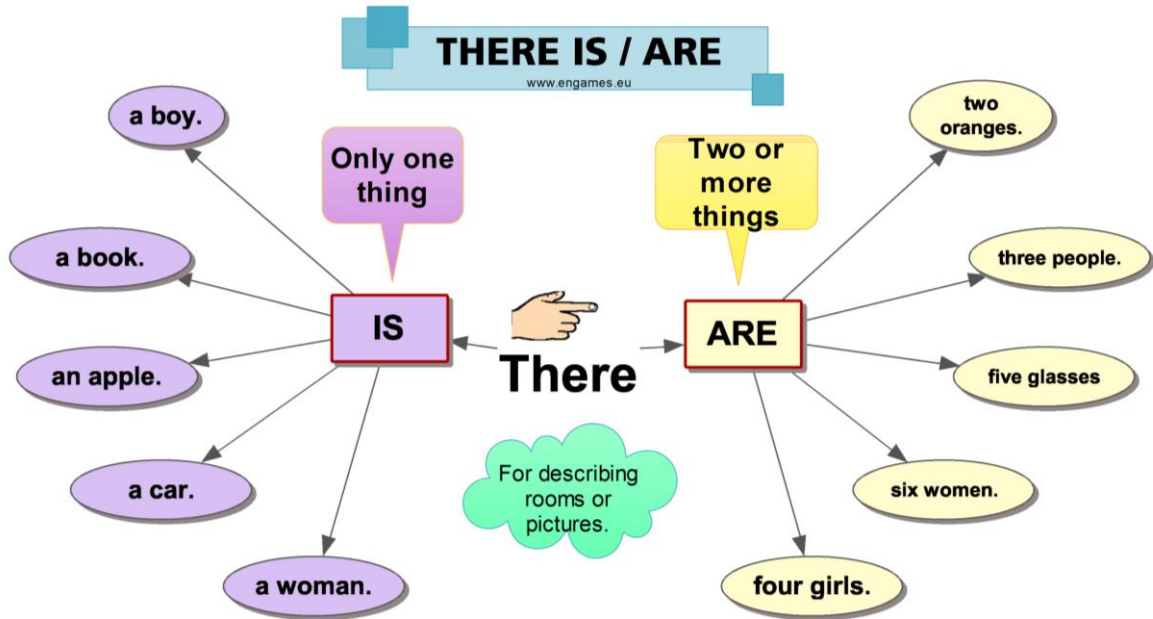 THERE IS / ARE
www.engames.eu
a boy.
Only one
thing
Two or
more
things
two
oranges.
a book.
three people.
IS
ARE
There
an apple.
five glasses
a car.
For describing
rooms or
pictures.
six women.
a woman.
four girls.